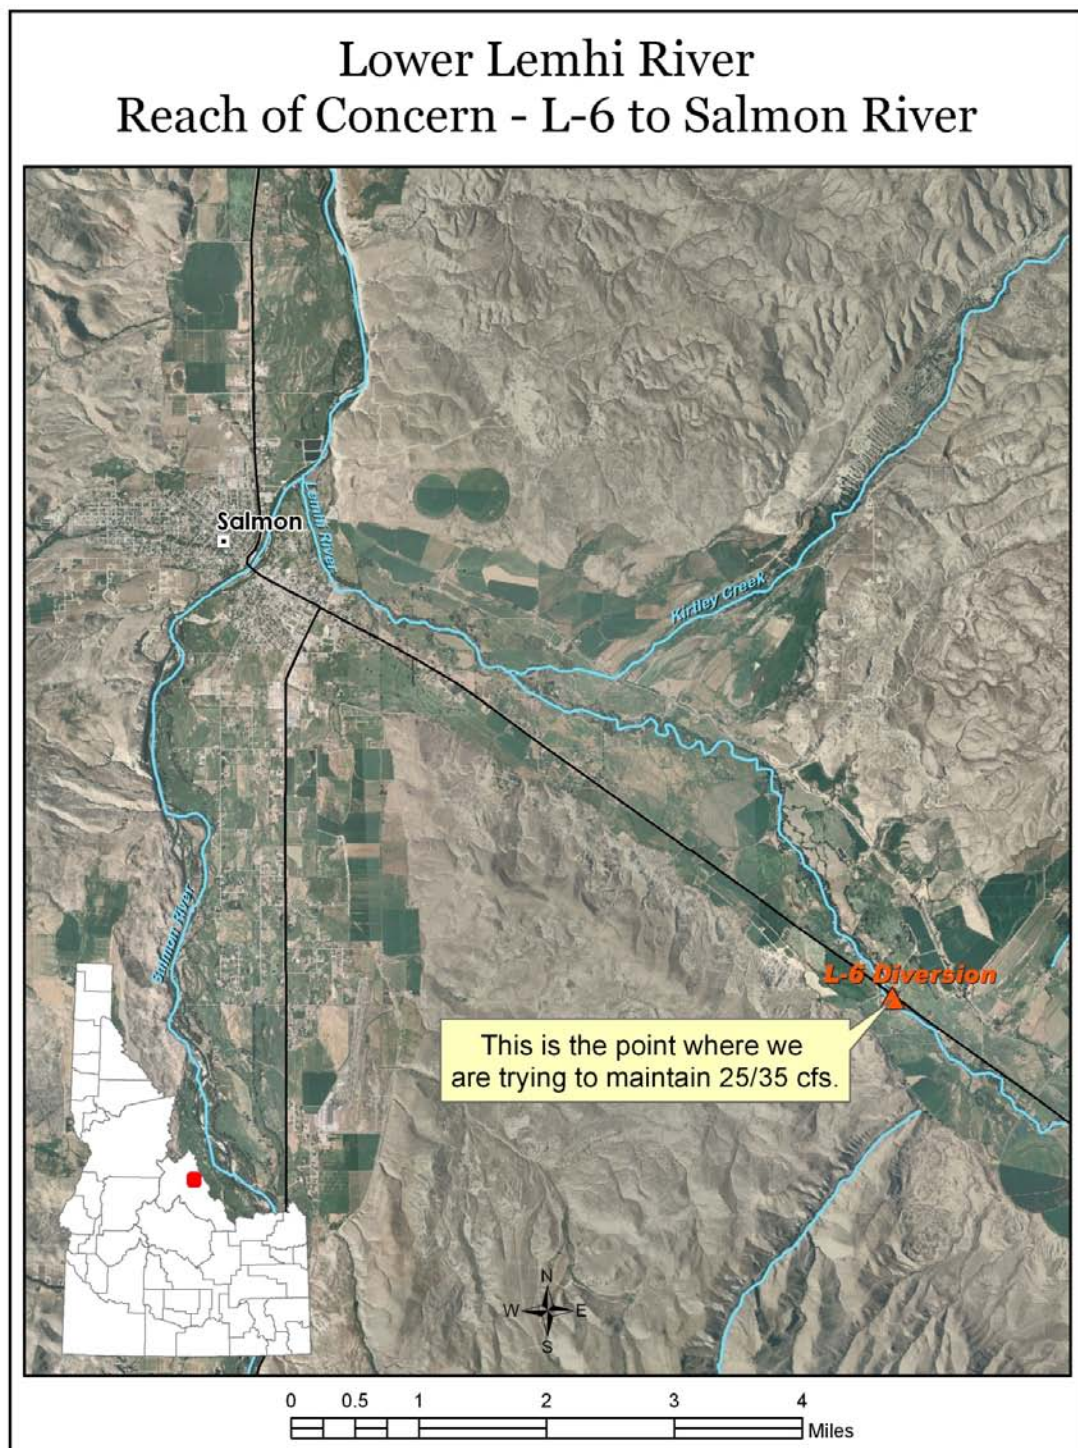 Lower Lemhi River
Reach of Concern - L-6 to Salmon River
Salmon
Lemhi River
Kirtley Creek
Salmon River
L-6 Diversion
This is the point where we
are trying to maintain 25/35 cfs.
N
W E
S
0 0.5 1 2 3 4
Miles